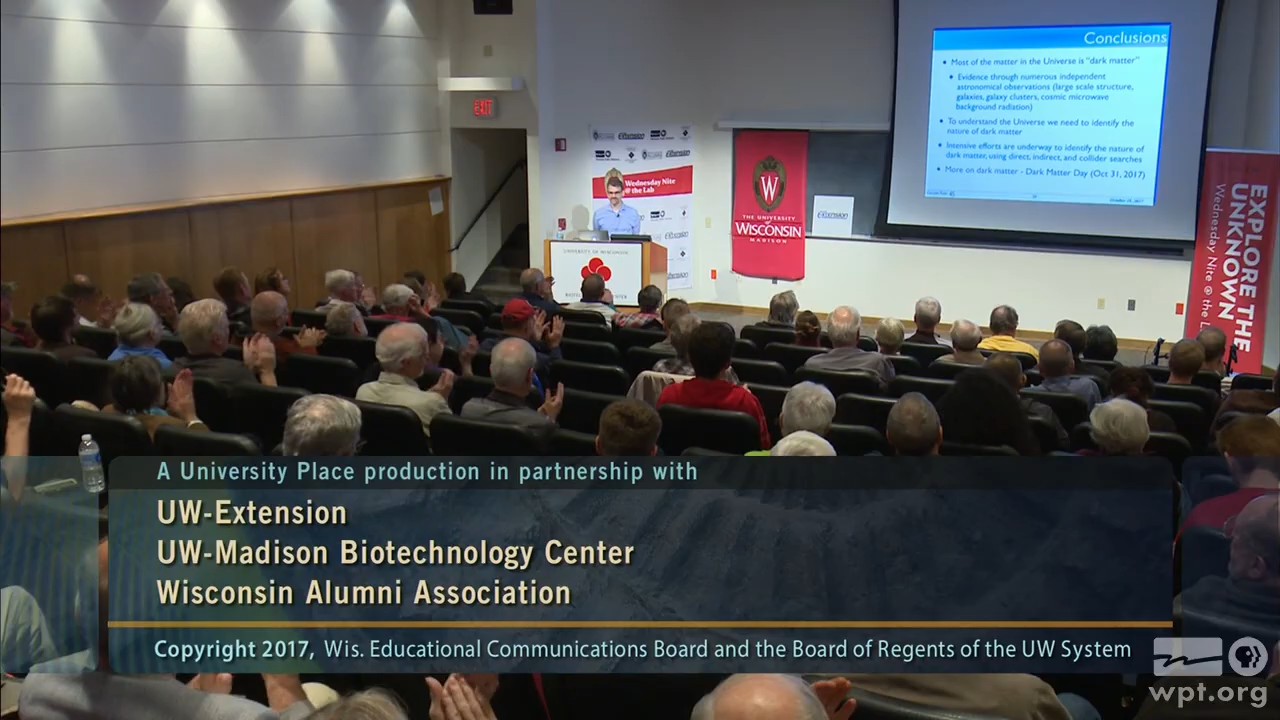 Conclusions
• Most of the matter in the Universe is "dark matter"
• Evidence through numerous independent
astronomical observations (large scale structure,
galaxies, galaxy clusters, cosmic microwave
background radiation)
• To understand the Universe we need to identify the
nature of dark matter
• Intensive efforts are underway to identify the nature of
dark matter, using direct, indirect, and collider searches
• More on dark matter - Dark Matter Day (Oct 31, 2017)
EXIT
Wednesday Nite
@ the Lab
W
THE UNIVERSITY
of
WISCONSIN
MADISON
Extension
UNIVERSITY OF WISCONSIN
EXPLORE THE
UNKNOWN
Wednesday Nite @ the L
A University Place production in partnership with
UW-Extension
UW-Madison Biotechnology Center
Wisconsin Alumni Association
Copyright 2017, Wis. Educational Communications Board and the Board of Regents of the UW System
wpt.org